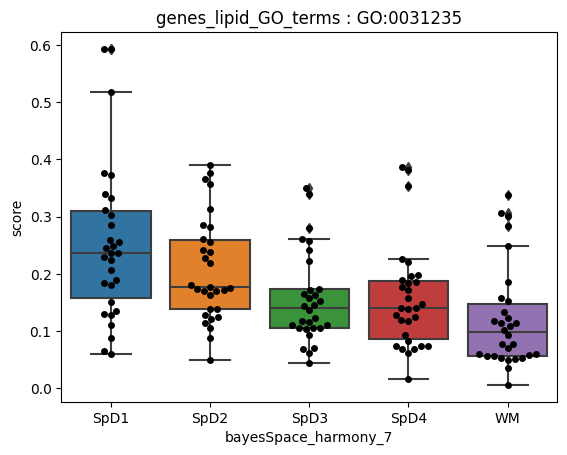 genes_lipid_GO_terms : GO:0031235
score
0.6
0.5
0.4
0.3
0.2
0.1
0.0
SpD1 SpD2 SpD3 SpD4 WM
bayesSpace_harmony_7